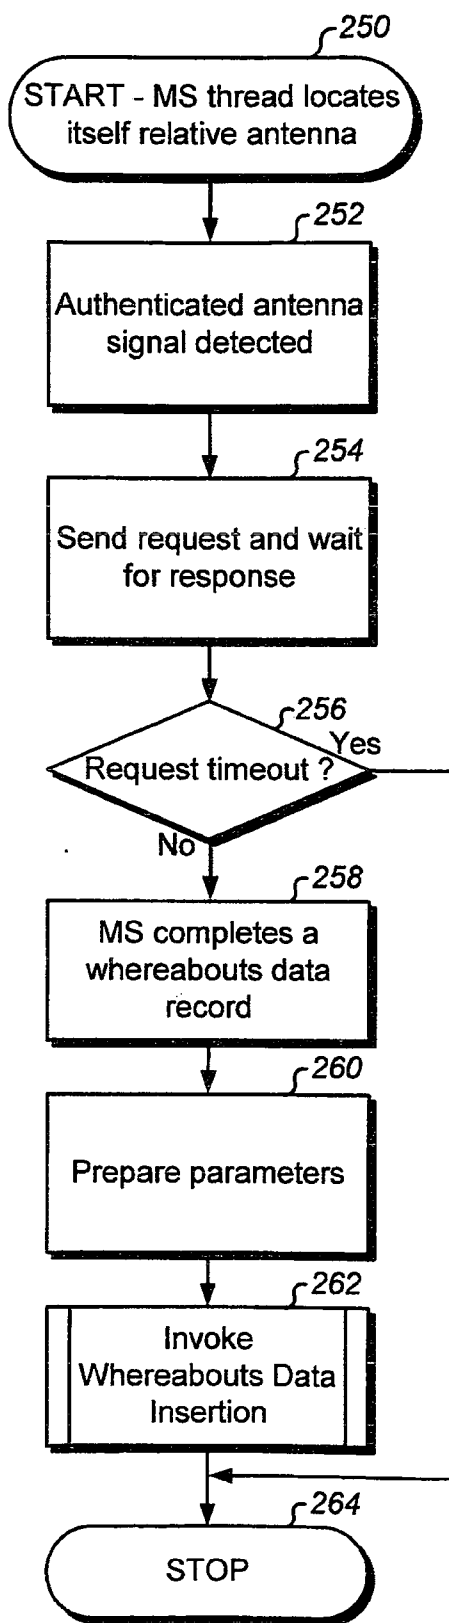 250
START - MS thread locates
itself relative antenna
252
Authenticated antenna
signal detected
254
Send request and wait
for response
256
Yes
Request timeout ?
No
258
MS completes a
whereabouts data
record
260
Prepare parameters
262
Invoke
Whereabouts Data
Insertion
264
STOP